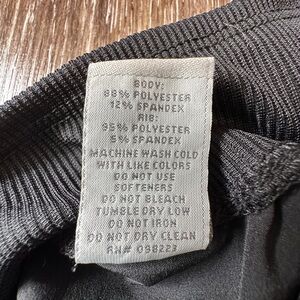 BODY:
88% POLYESTER
12% SPANDEX
RIB:
95% POLYESTER
5% SPANDEX
MACHINE WASH COLD
WITH LIKE COLORS
DO NOT USE
SOFTENERS
DO NOT BLEACH
TUMBLE DRY LOW
DO NOT IRON
DO NOT DRY CLEAN
RN# 098223